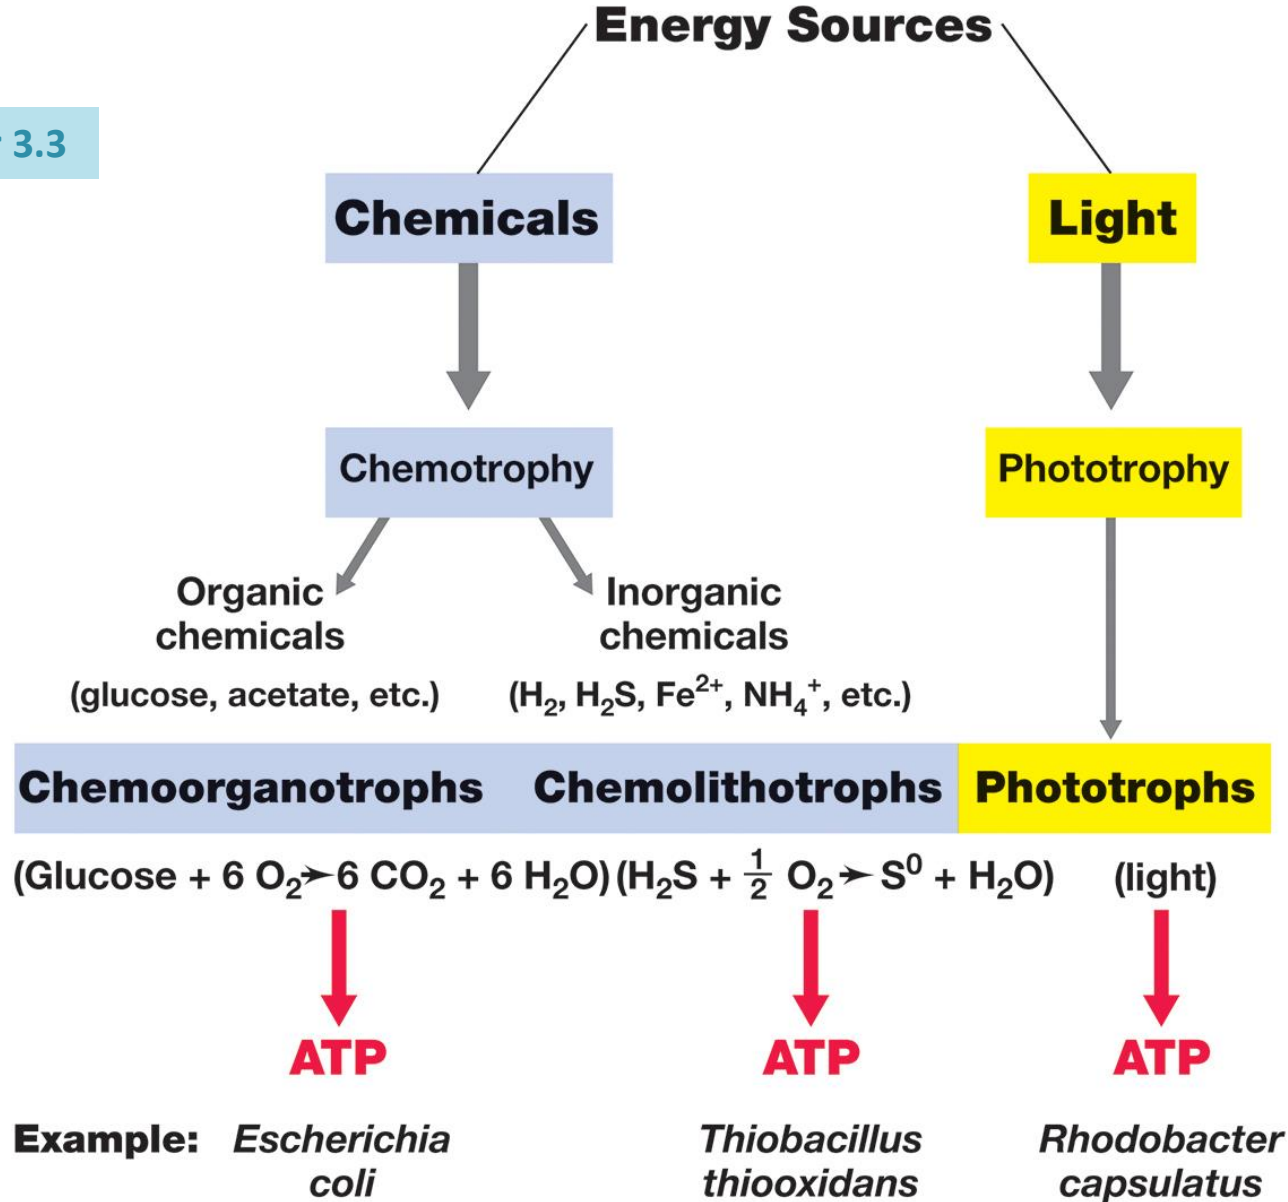 Energy Sources
3.3
Chemicals
Light
Chemotrophy
Phototrophy
Organic
chemicals
(glucose, acetate, etc.)
Inorganic
chemicals
(H₂, H₂S, Fe²⁺, NH₄⁺, etc.)
Chemoorganotrophs
Chemolithotrophs
Phototrophs
(Glucose + 6 O₂➤6 CO₂ + 6 H₂O)
(H₂S + ½ O₂➤ S⁰ + H₂O)
(light)
ATP
ATP
ATP
Example:
Escherichia
coli
Thiobacillus
thiooxidans
Rhodobacter
capsulatus